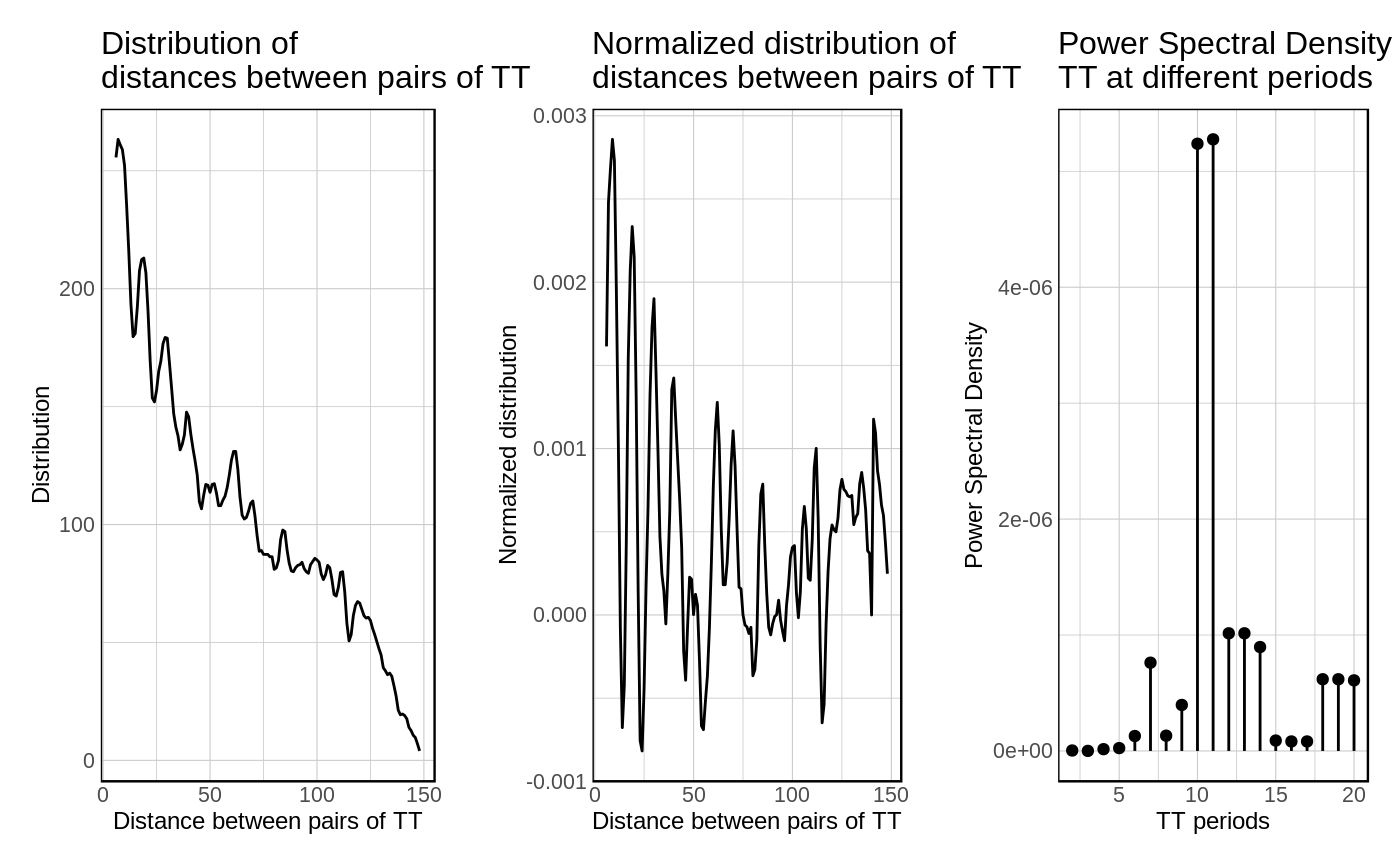 Distribution of
distances between pairs of TT
Distribution
200
100
0
0 50 100 150
Distance between pairs of TT
Normalized distribution of
distances between pairs of TT
Normalized distribution
0.003
0.002
0.001
0.000
-0.001
0 50 100 150
Distance between pairs of TT
Power Spectral Density
TT at different periods
Power Spectral Density
4e-06
2e-06
0e+00
5 10 15 20
TT periods